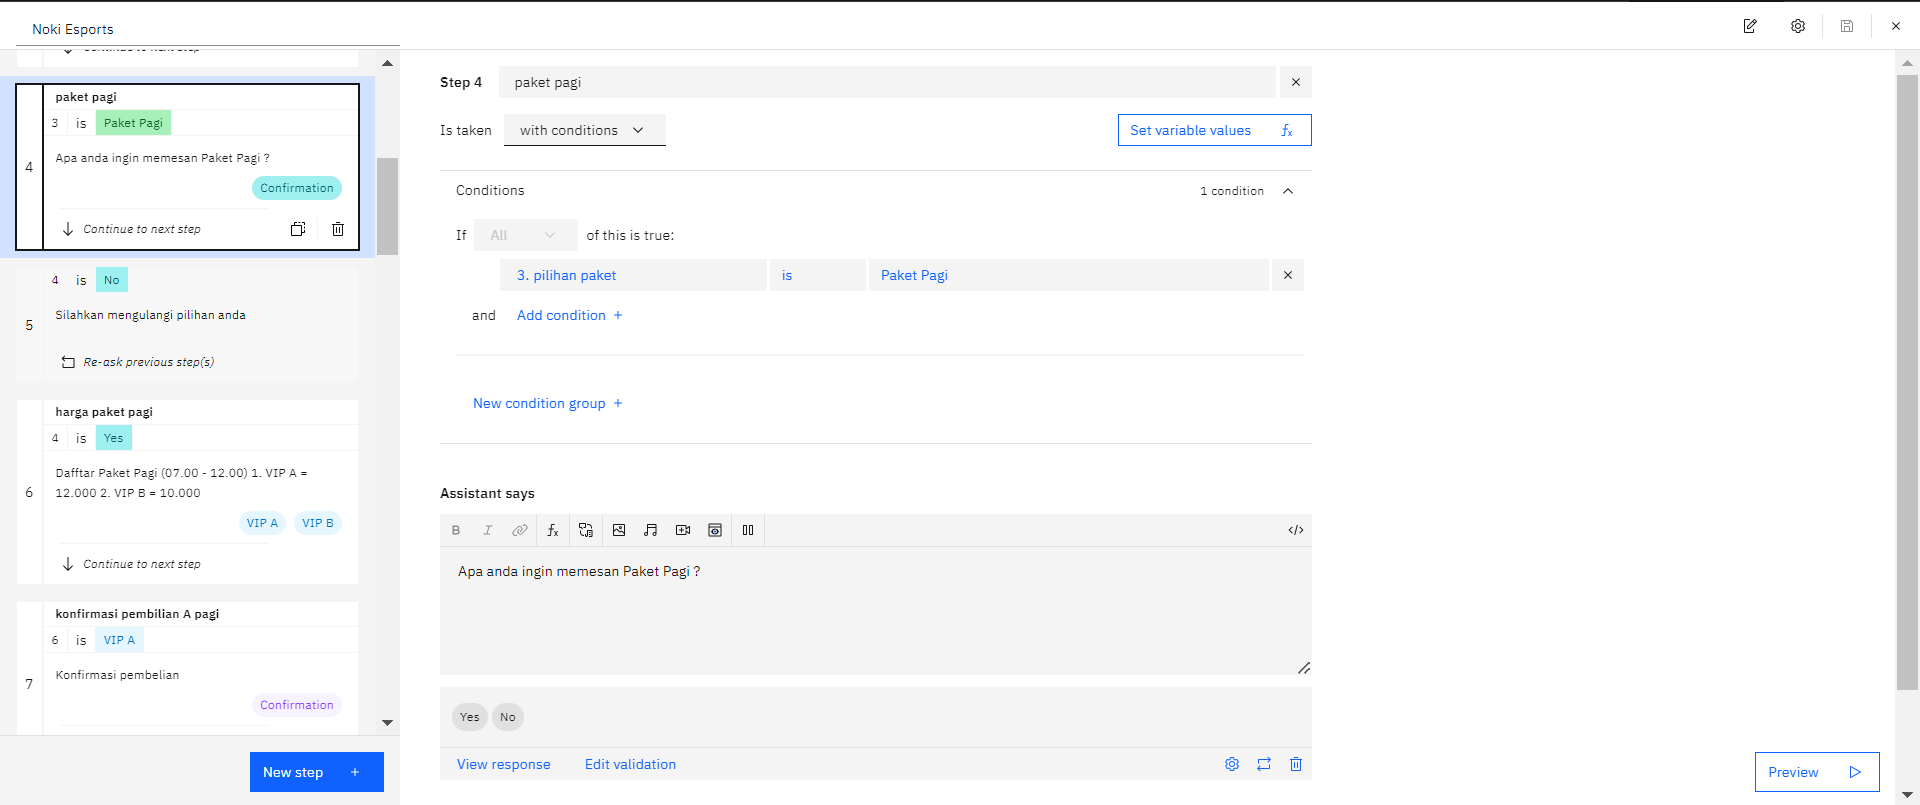 Noki Esports
Continue to next step
paket pagi
3 is Paket Pagi
4
Apa anda ingin memesan Paket Pagi ?
Confirmation
Continue to next step
4 is No
5
Silahkan mengulangi pilihan anda
Re-ask previous step(s)
harga paket pagi
4 is Yes
6
Dafftar Paket Pagi (07.00 - 12.00) 1. VIP A =
12.000 2. VIP B = 10.000
VIP A VIP B
Continue to next step
konfirmasi pembilian A pagi
6 is VIP A
7
Konfirmasi pembelian
Confirmation
New step +
Step 4 paket pagi
Is taken with conditions
Set variable values fx
Conditions
1 condition
If All of this is true:
3. pilihan paket is Paket Pagi
and Add condition +
New condition group +
Assistant says
B I fx </>
Apa anda ingin memesan Paket Pagi ?
Yes No
View response Edit validation
Preview